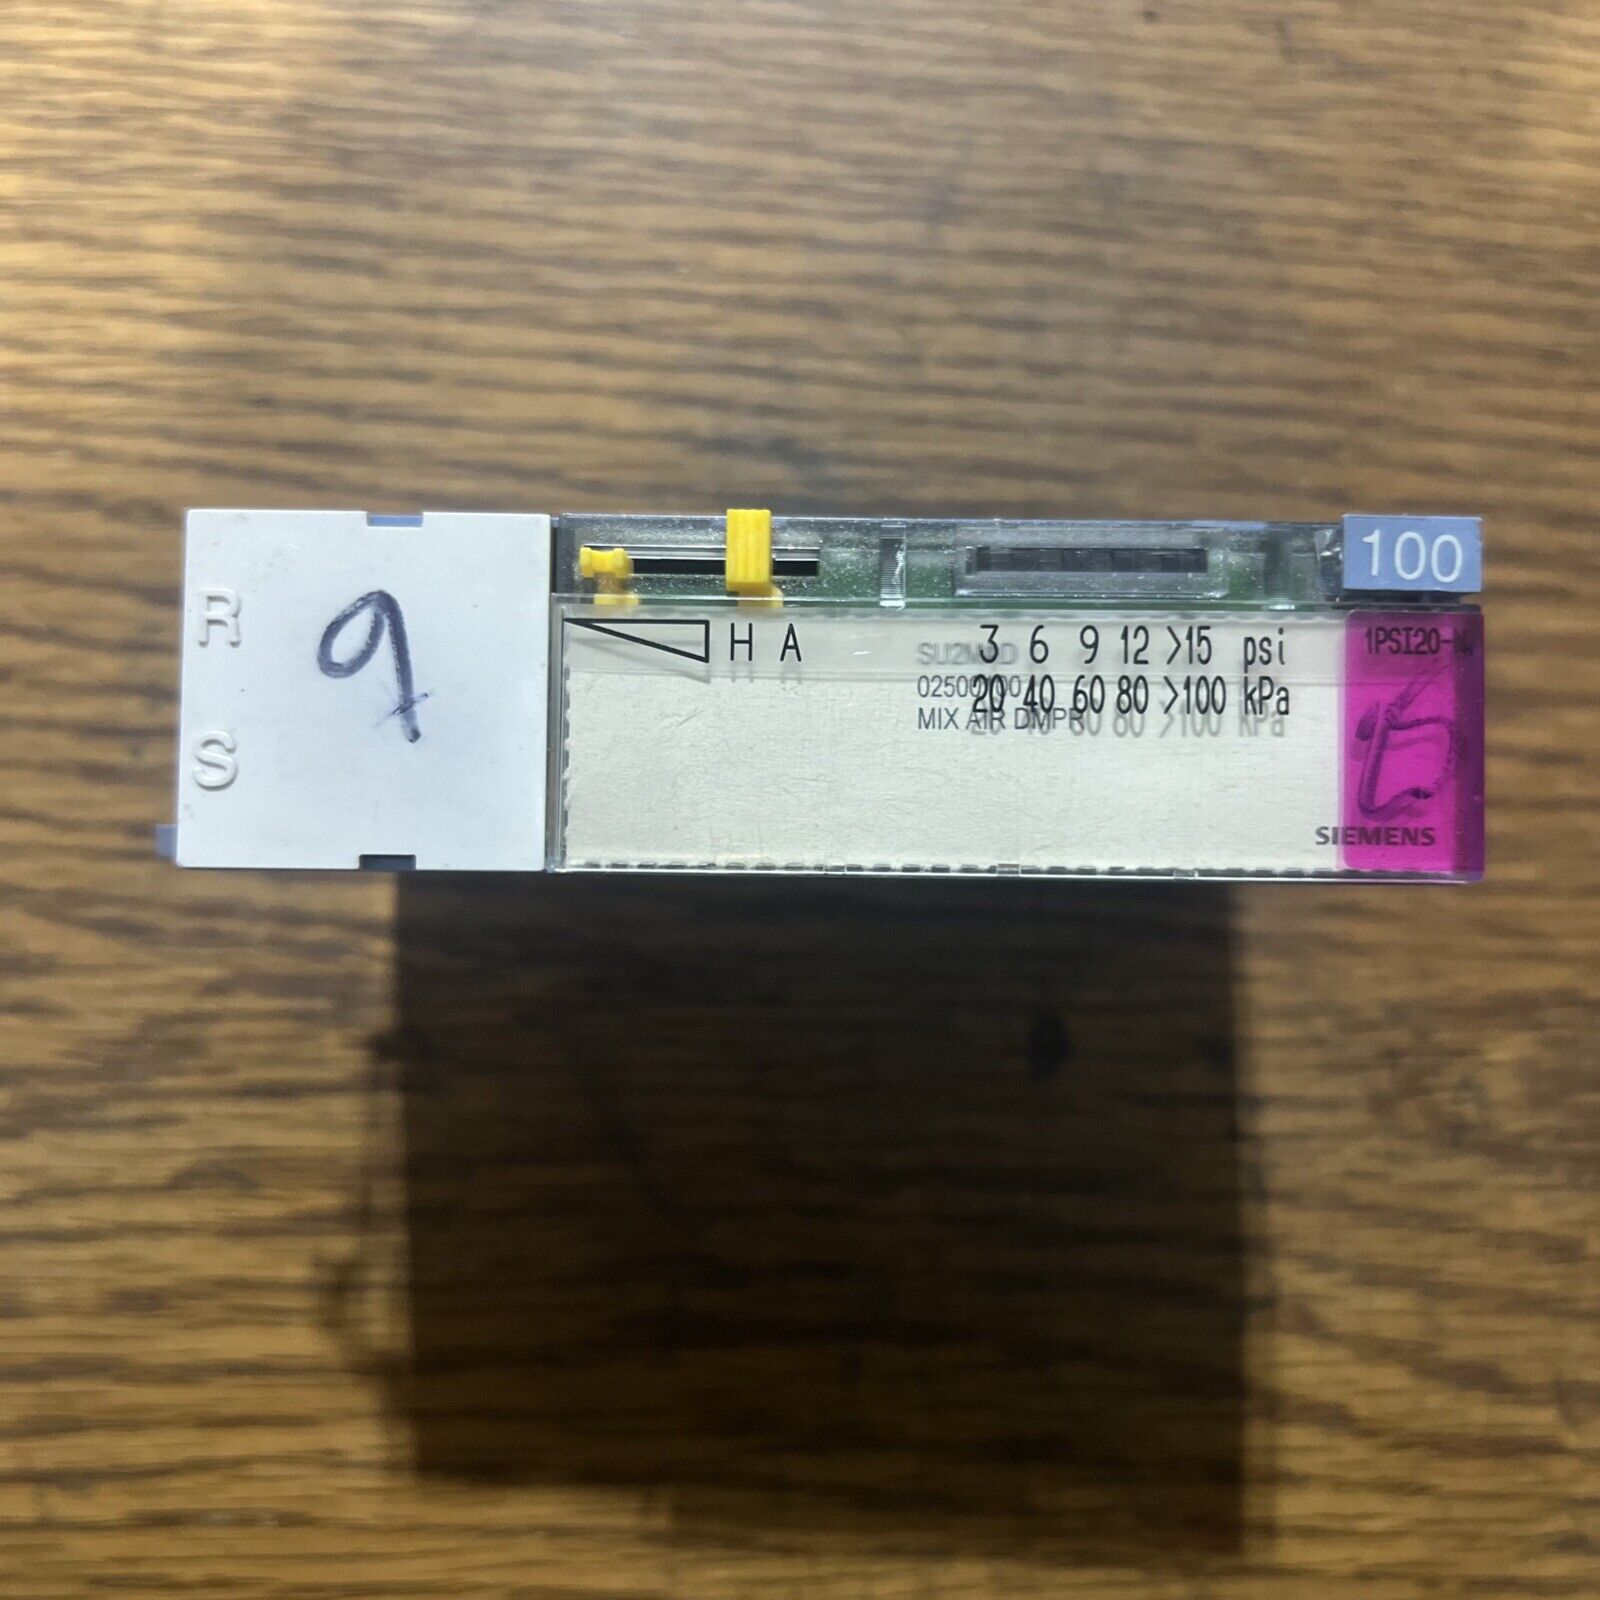 R
S
9
H A
3 6 9 12 >15 psi
20 40 60 80 >100 kPa
MIX AIR DMPR
100
SIEMENS